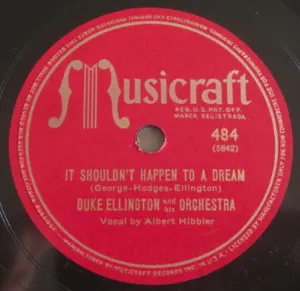 Musicraft
REG. U.S. PAT. OFF.
MARCA REGISTRADA
484
(5842)
IT SHOULDN'T HAPPEN TO A DREAM
(George-Hodges-Ellington)
DUKE ELLINGTON and his ORCHESTRA
Vocal by Albert Hibbler